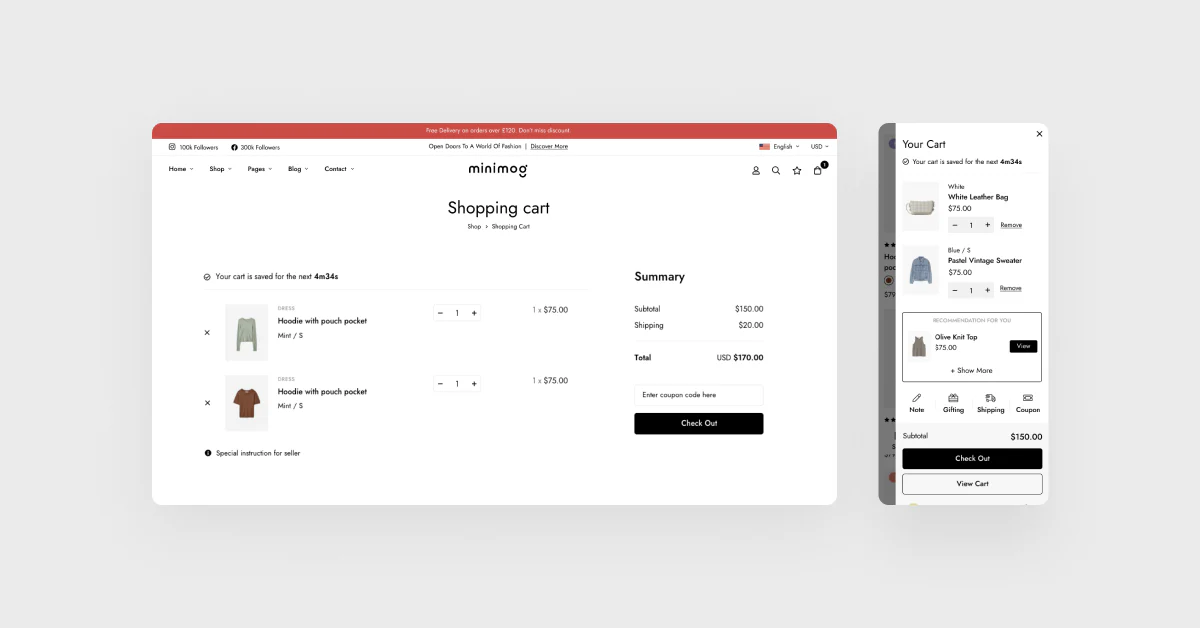 Free Delivery on orders over £120. Don't miss discount.
100k Followers
300k Followers
Open Doors To A World Of Fashion | Discover More
English
USD
Home
Shop
Pages
Blog
Contact
minimog
1
Shopping cart
Shop > Shopping Cart
Your cart is saved for the next 4m34s
DRESS
Hoodie with pouch pocket
Mint / S
− 1 +
1 x $75.00
DRESS
Hoodie with pouch pocket
Mint / S
− 1 +
1 x $75.00
Special instruction for seller
Summary
Subtotal $150.00
Shipping $20.00
Total USD $170.00
Enter coupon code here
Check Out
Your Cart
Your cart is saved for the next 4m34s
White
White Leather Bag
$75.00
− 1 +
Remove
Blue / S
Pastel Vintage Sweater
$75.00
− 1 +
Remove
RECOMMENDATION FOR YOU
Olive Knit Top
$75.00
View
+ Show More
Note
Gifting
Shipping
Coupon
Subtotal $150.00
Check Out
View Cart